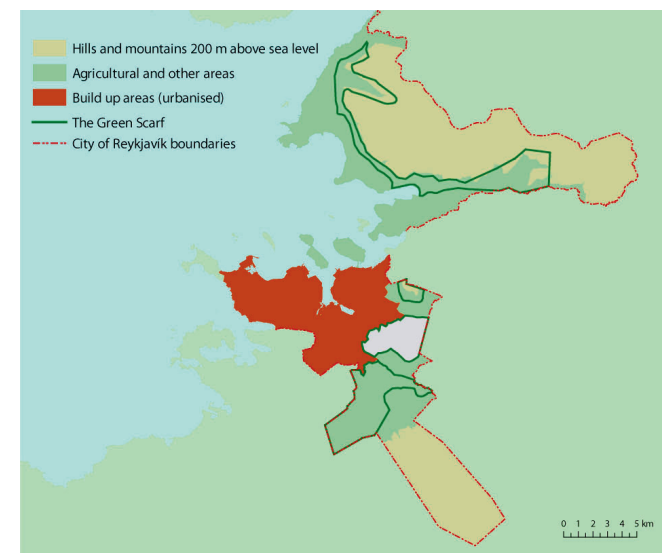 Hills and mountains 200 m above sea level
Agricultural and other areas
Build up areas (urbanised)
The Green Scarf
City of Reykjavík boundaries
0 1 2 3 4 5 km